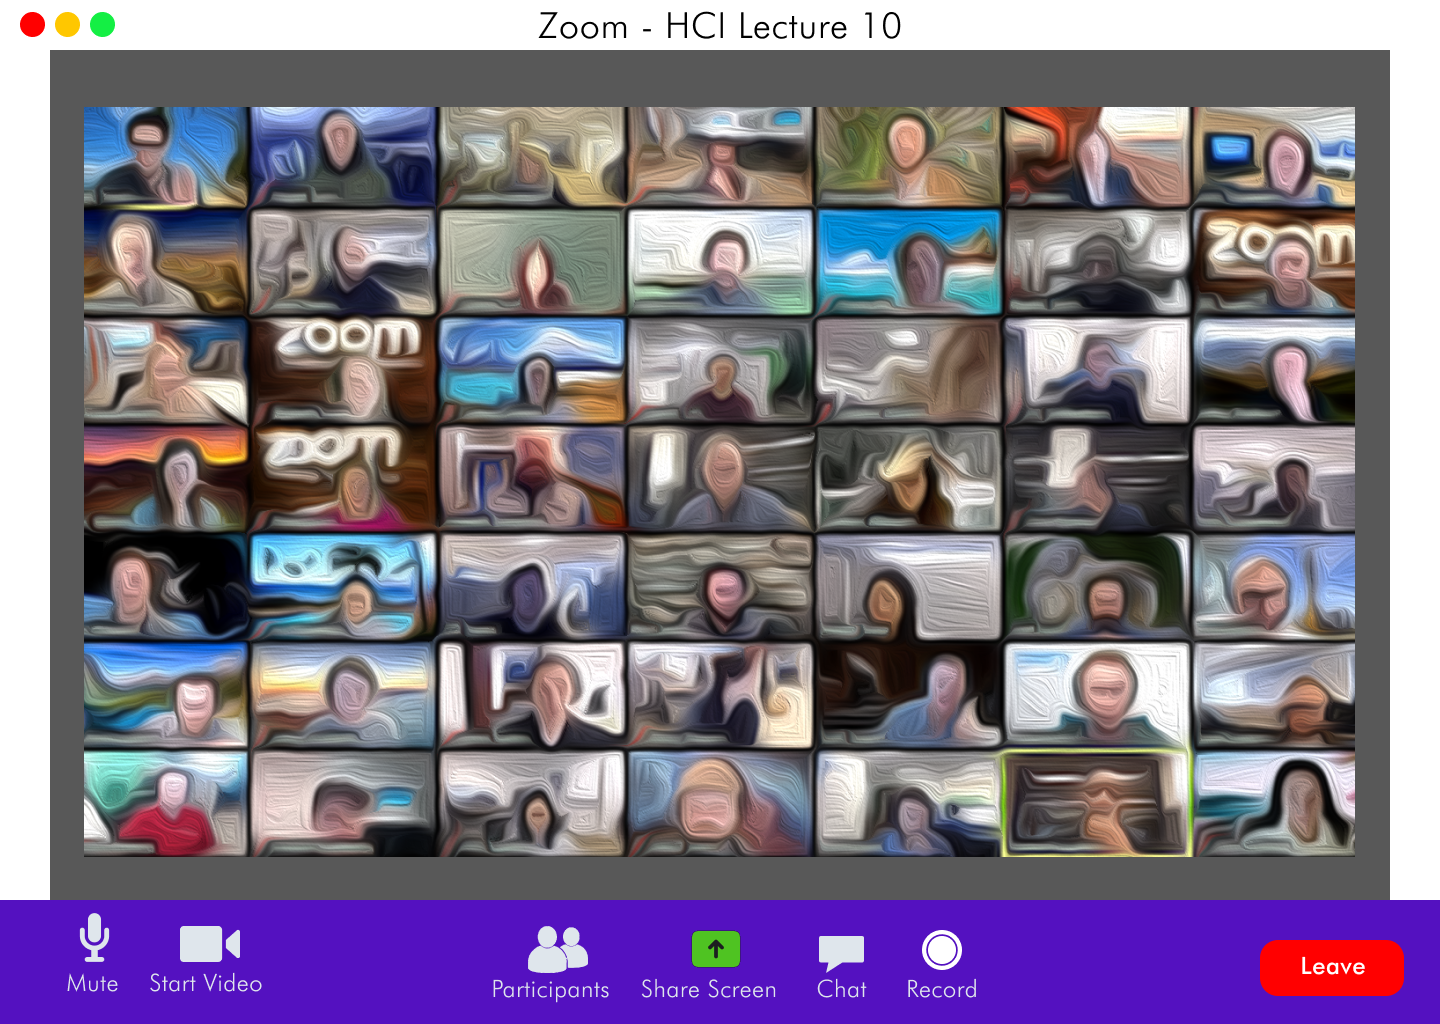 Zoom - HCI Lecture 10
zoom
zoom
zoom
Mute
Start Video
Participants
Share Screen
Chat
Record
Leave